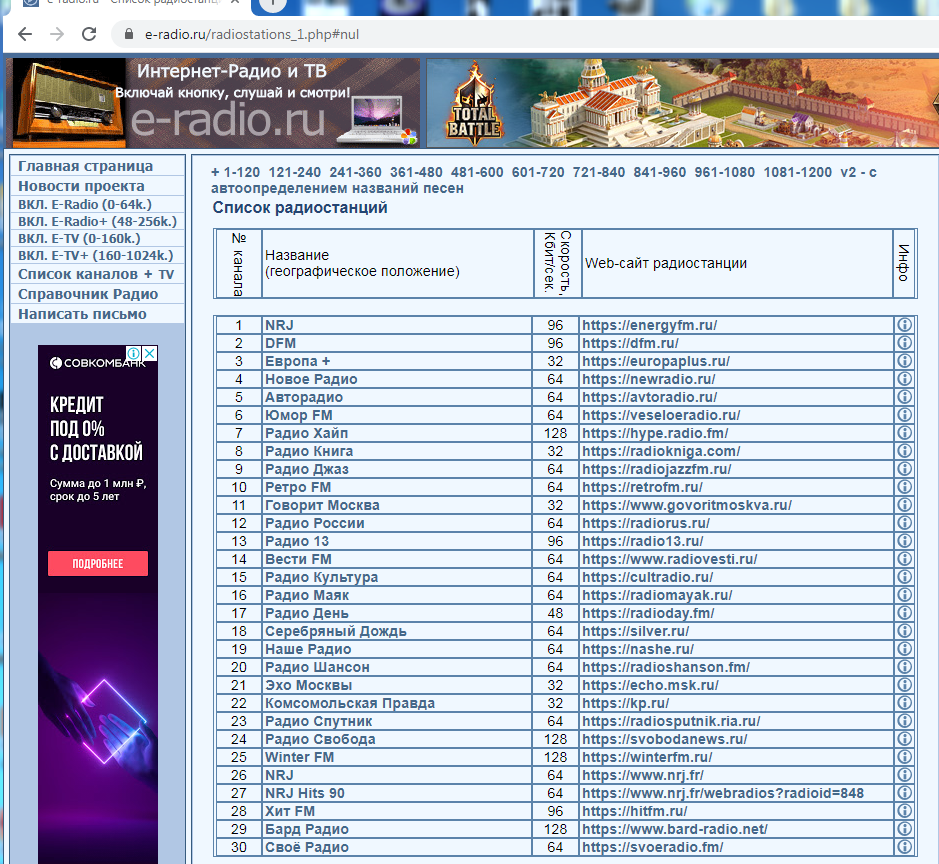 e-radio.ru - Список радиостанц
e-radio.ru/radiostations_1.php#nul
Интернет-Радио и ТВ
Включай кнопку, слушай и смотри!
e-radio.ru
TOTAL
BATTLE
Главная страница
Новости проекта
ВКЛ. E-Radio (0-64k.)
ВКЛ. E-Radio+ (48-256k.)
ВКЛ. E-TV (0-160k.)
ВКЛ. E-TV+ (160-1024k.)
Список каналов + TV
Справочник Радио
Написать письмо
СОВКОМБАНК
КРЕДИТ
ПОД 0%
С ДОСТАВКОЙ
Сумма до 1 млн ₽,
срок до 5 лет
ПОДРОБНЕЕ
+ 1-120 121-240 241-360 361-480 481-600 601-720 721-840 841-960 961-1080 1081-1200 v2 - с
автоопределением названий песен
Список радиостанций
№ канала
Название
(географическое положение)
Скорость,
Кбит/сек.
Web-сайт радиостанции
Инфо
1 NRJ 96 https://energyfm.ru/
2 DFM 96 https://dfm.ru/
3 Европа + 32 https://europaplus.ru/
4 Новое Радио 64 https://newradio.ru/
5 Авторадио 64 https://avtoradio.ru/
6 Юмор FM 64 https://veseloeradio.ru/
7 Радио Хайп 128 https://hype.radio.fm/
8 Радио Книга 32 https://radiokniga.com/
9 Радио Джаз 64 https://radiojazzfm.ru/
10 Ретро FM 64 https://retrofm.ru/
11 Говорит Москва 32 https://www.govoritmoskva.ru/
12 Радио России 64 https://radiorus.ru/
13 Радио 13 96 https://radio13.ru/
14 Вести FM 64 https://www.radiovesti.ru/
15 Радио Культура 64 https://cultradio.ru/
16 Радио Маяк 64 https://radiomayak.ru/
17 Радио День 48 https://radioday.fm/
18 Серебряный Дождь 64 https://silver.ru/
19 Наше Радио 64 https://nashe.ru/
20 Радио Шансон 64 https://radioshanson.fm/
21 Эхо Москвы 32 https://echo.msk.ru/
22 Комсомольская Правда 32 https://kp.ru/
23 Радио Спутник 64 https://radiosputnik.ria.ru/
24 Радио Свобода 128 https://svobodanews.ru/
25 Winter FM 128 https://winterfm.ru/
26 NRJ 64 https://www.nrj.fr/
27 NRJ Hits 90 64 https://www.nrj.fr/webradios?radioid=848
28 Хит FM 96 https://hitfm.ru/
29 Бард Радио 128 https://www.bard-radio.net/
30 Своё Радио 64 https://svoeradio.fm/